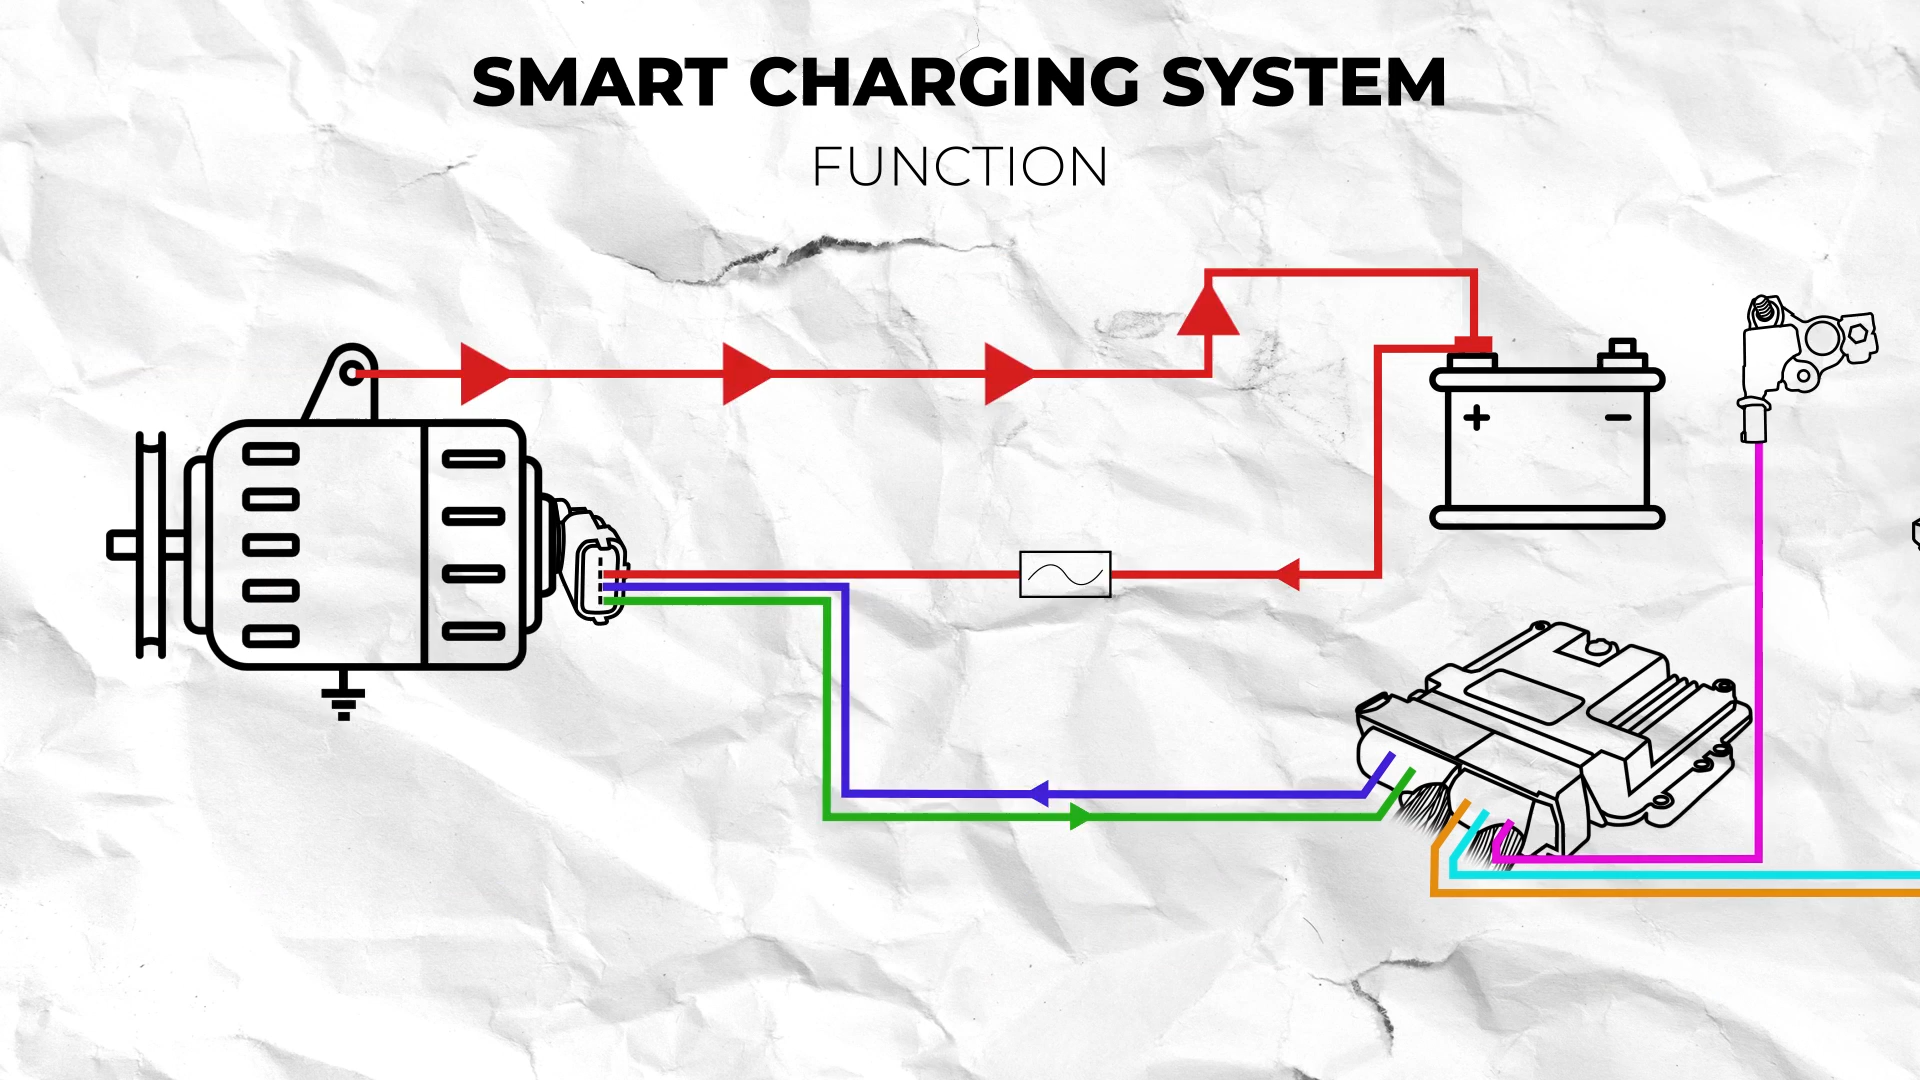 SMART CHARGING SYSTEM
FUNCTION
+ −